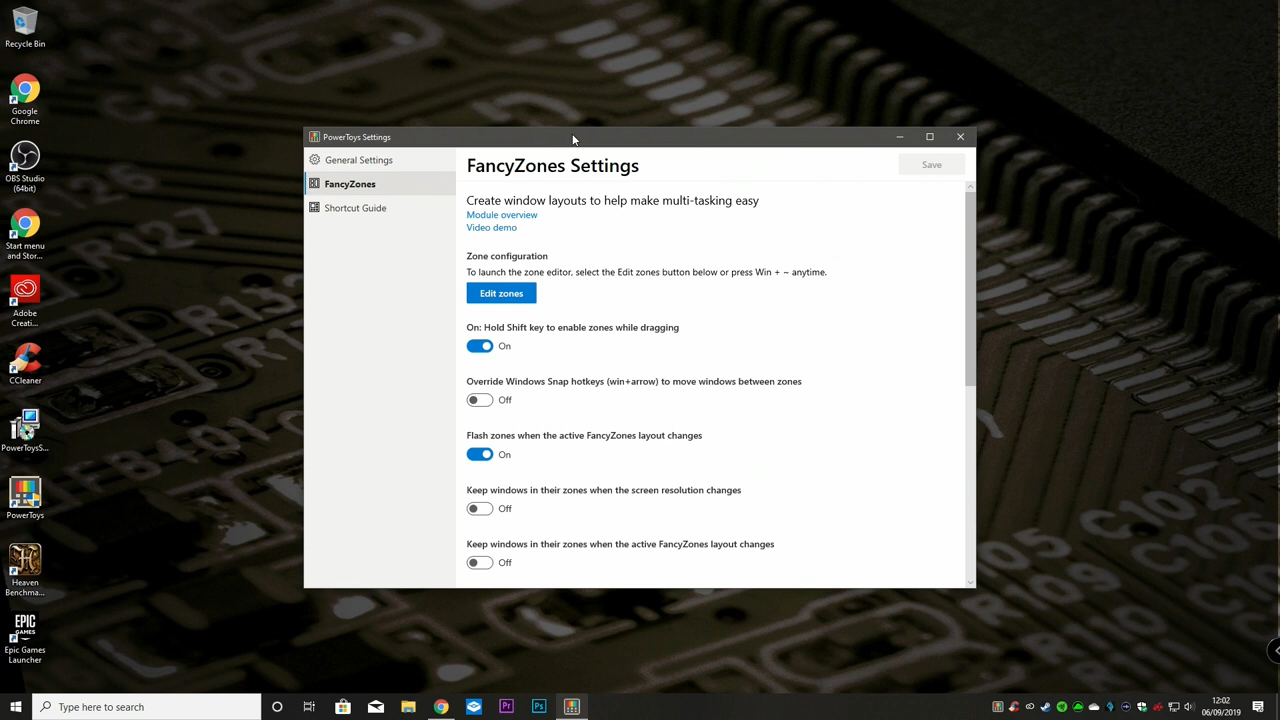 Recycle Bin
Google
Chrome
OBS Studio
(64bit)
Start menu
and Stor...
Adobe
Creati...
CCleaner
PowerToysS...
PowerToys
Heaven
Benchma...
EPIC
GAMES
Epic Games
Launcher
PowerToys Settings
General Settings
FancyZones
Shortcut Guide
FancyZones Settings
Save
Create window layouts to help make multi-tasking easy
Module overview
Video demo
Zone configuration
To launch the zone editor, select the Edit zones button below or press Win + ~ anytime.
Edit zones
On: Hold Shift key to enable zones while dragging
On
Override Windows Snap hotkeys (win+arrow) to move windows between zones
Off
Flash zones when the active FancyZones layout changes
On
Keep windows in their zones when the screen resolution changes
Off
Keep windows in their zones when the active FancyZones layout changes
Off
Type here to search
Pr
Ps
12:02
06/09/2019